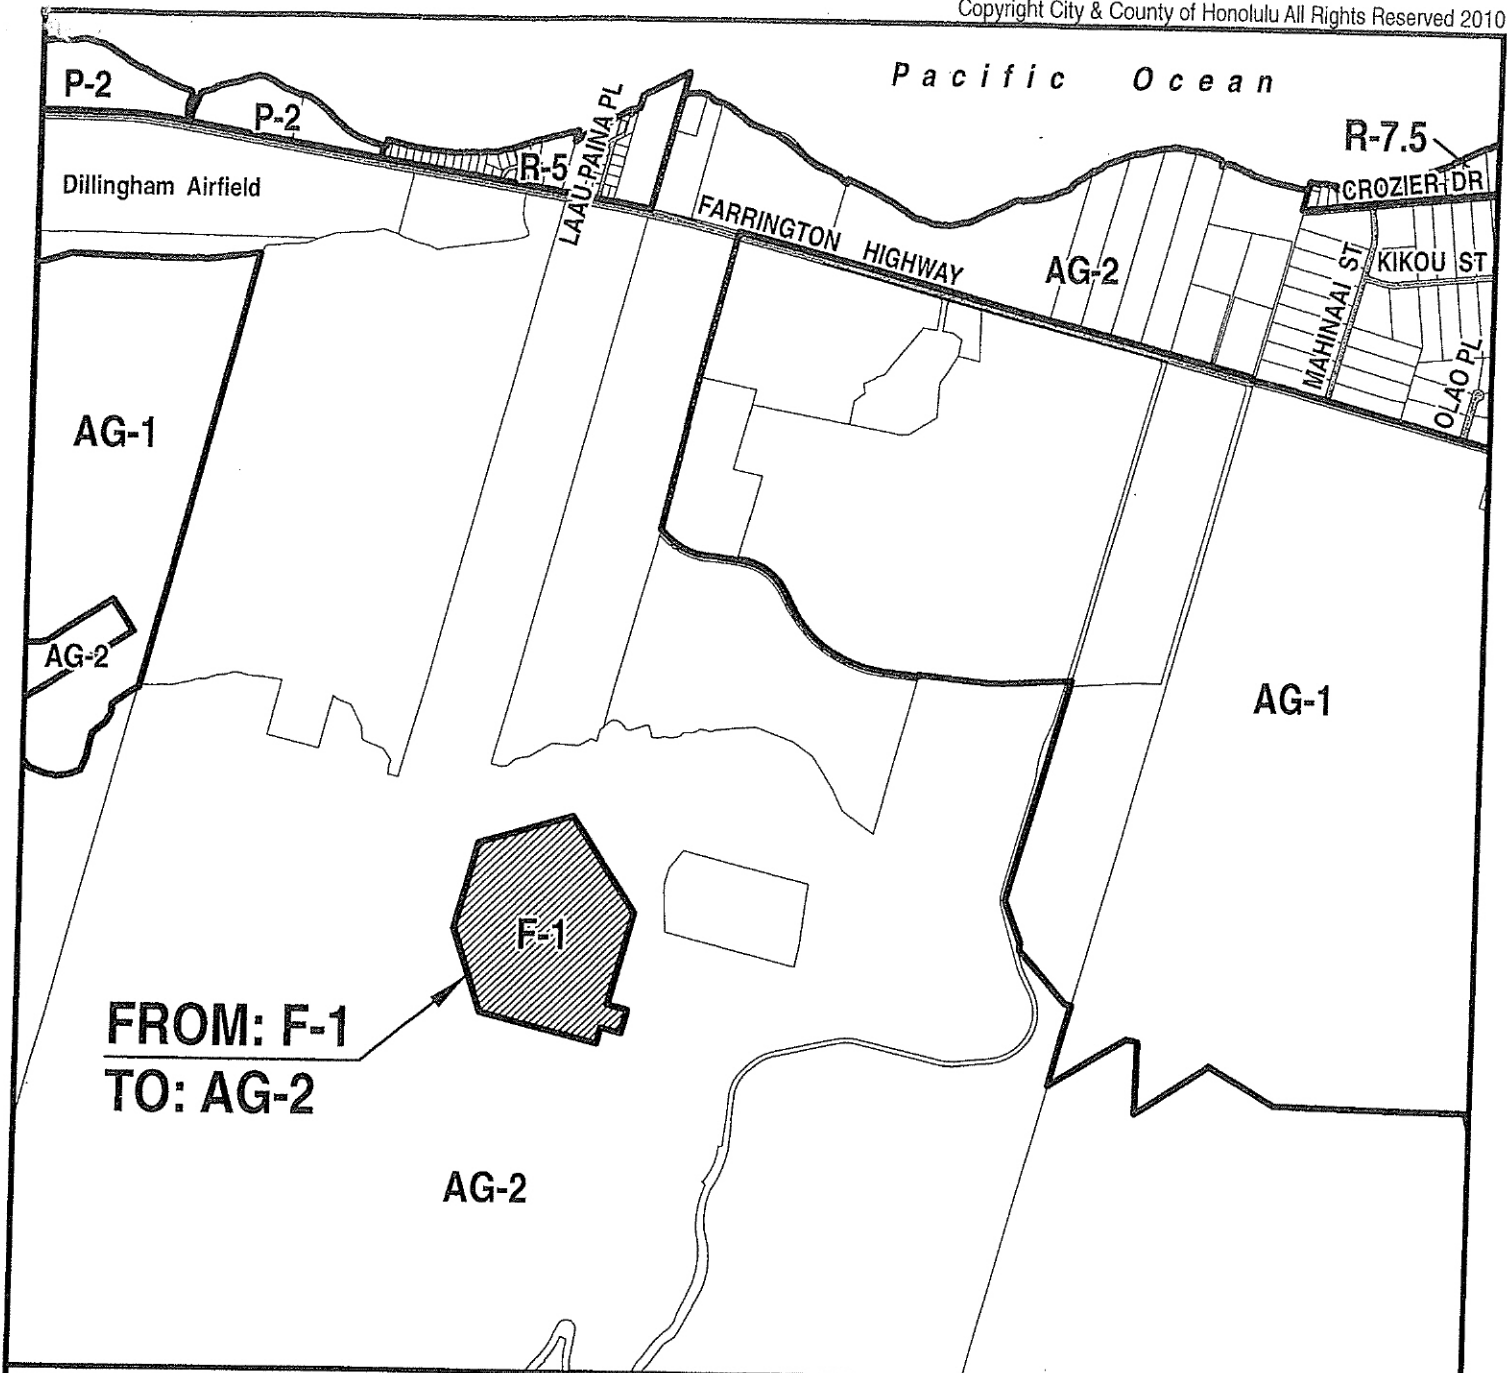 Copyright City & County of Honolulu All Rights Reserved 2010
Pacific Ocean
P-2
P-2
R-5
LAAU PAINA PL
R-7.5
CROZIER DR
Dillingham Airfield
FARRINGTON HIGHWAY
AG-2
MAHINAAI ST
KIKOU ST
OLAO PL
AG-1
AG-2
AG-1
F-1
FROM: F-1
TO: AG-2
AG-2